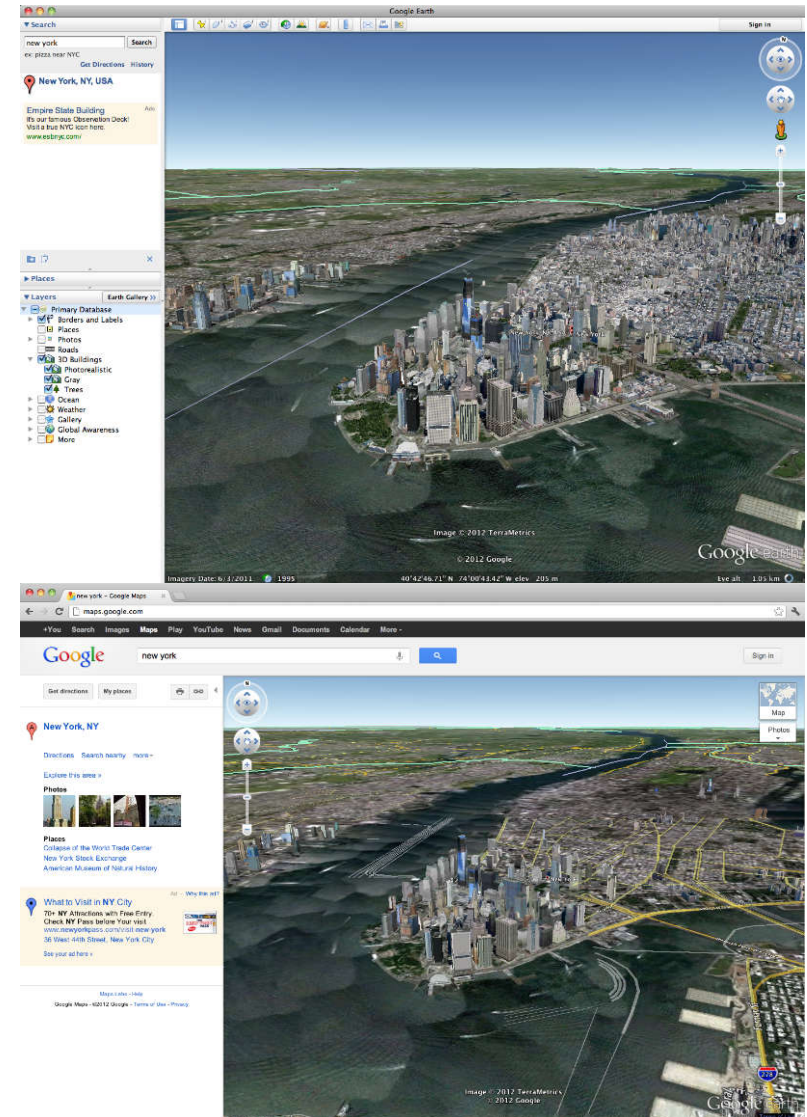 Google Earth
Search
Sign in
new york
Search
ex: pizza near NYC
Get Directions History
New York, NY, USA
Empire State Building
Ads
It's our famous Observation Deck!
Visit a true NYC icon here.
www.esbnyc.com/
Places
Layers
Earth Gallery
Primary Database
Borders and Labels
Places
Photos
Roads
3D Buildings
Photorealistic
Gray
Trees
Ocean
Weather
Gallery
Global Awareness
More
N
Image © 2012 TerraMetrics
© 2012 Google
Google earth
Imagery Date: 6/3/2011 1995
40°42'46.71" N 74°00'43.42" W elev 205 m
Eye alt 1.05 km
new york - Google Maps
maps.google.com
+You Search Images Maps Play YouTube News Gmail Documents Calendar More
Google
new york
Sign in
Get directions
My places
A
New York, NY
Directions Search nearby more
Explore this area »
Photos
Places
Collapse of the World Trade Center
New York Stock Exchange
American Museum of Natural History
Ad - Why this ad?
What to Visit in NY City
70+ NY Attractions with Free Entry.
Check NY Pass before Your visit
www.newyorkpass.com/visit-new-york
36 West 44th Street, New York City
See your ad here »
Maps Labs - Help
Google Maps - ©2012 Google - Terms of Use - Privacy
N
Map
Photos
278
Image © 2012 TerraMetrics
© 2012 Google
Google earth